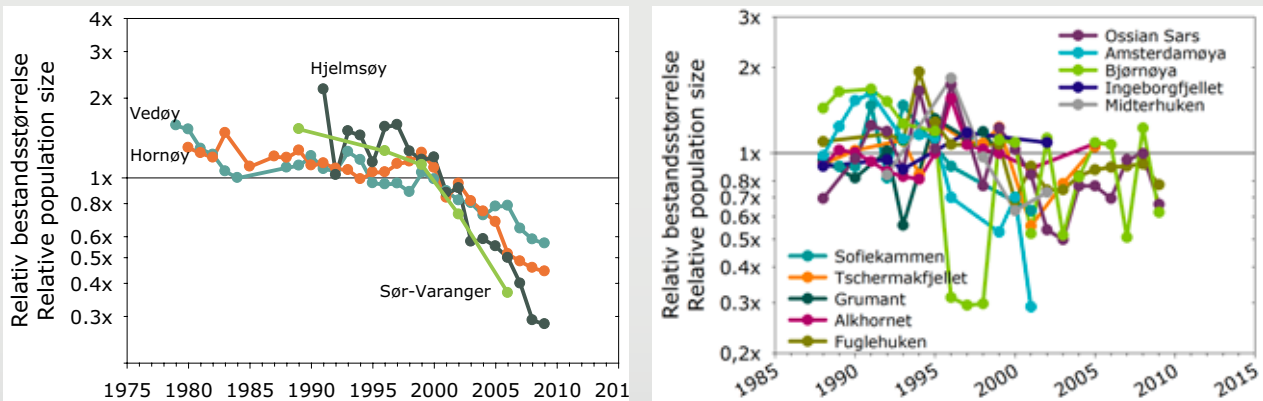 Relativ bestandsstørrelse
Relative population size
4x
3x
2x
1x
0.8x
0.6x
0.5x
0.4x
0.3x
Hjelmsøy
Vedøy
Hornøy
Sør-Varanger
1975 1980 1985 1990 1995 2000 2005 2010 201
Relativ bestandsstørrelse
Relative population size
3x
2x
1x
0.8x
0.7x
0.6x
0.5x
0.4x
0.3x
0,2x
Ossian Sars
Amsterdamøya
Bjørnøya
Ingeborgfjellet
Midterhuken
Sofiekammen
Tschermakfjellet
Grumant
Alkhornet
Fuglehuken
1985 1990 1995 2000 2005 2010 2015